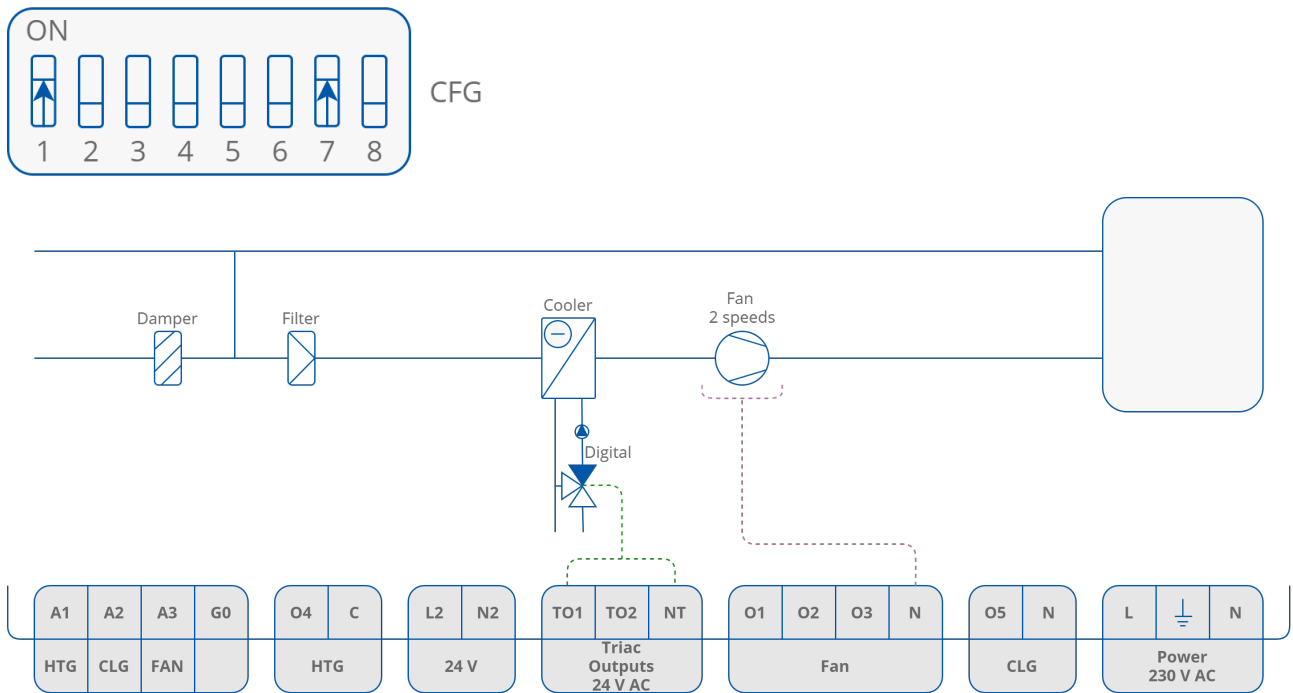 ON
1 2 3 4 5 6 7 8
CFG
Damper
Filter
Cooler
Fan
2 speeds
Digital
A1 A2 A3 G0
HTG CLG FAN
O4 C
HTG
L2 N2
24 V
TO1 TO2 NT
Triac
Outputs
24 V AC
O1 O2 O3 N
Fan
O5 N
CLG
L N
Power
230 V AC